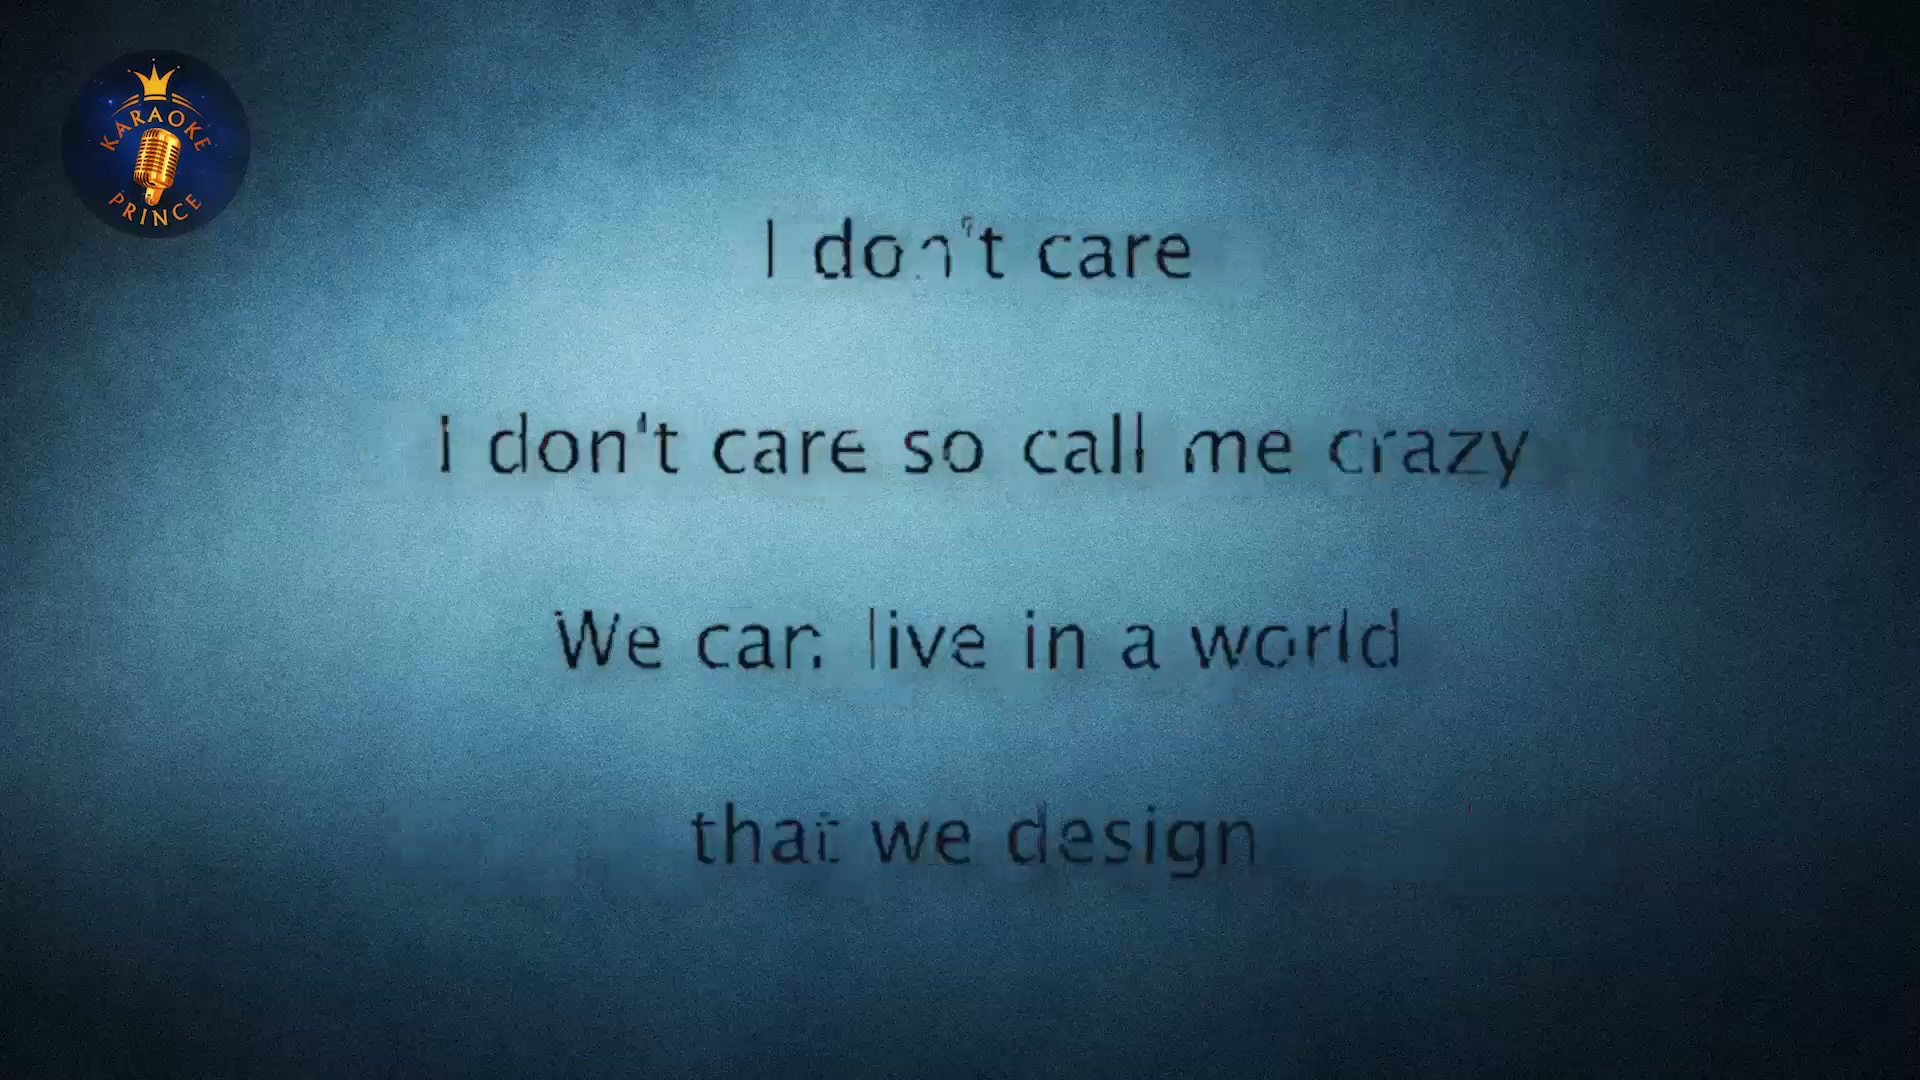 KARAOKE
PRINCE
I don't care
I don't care so call me crazy
We can live in a world
that we design